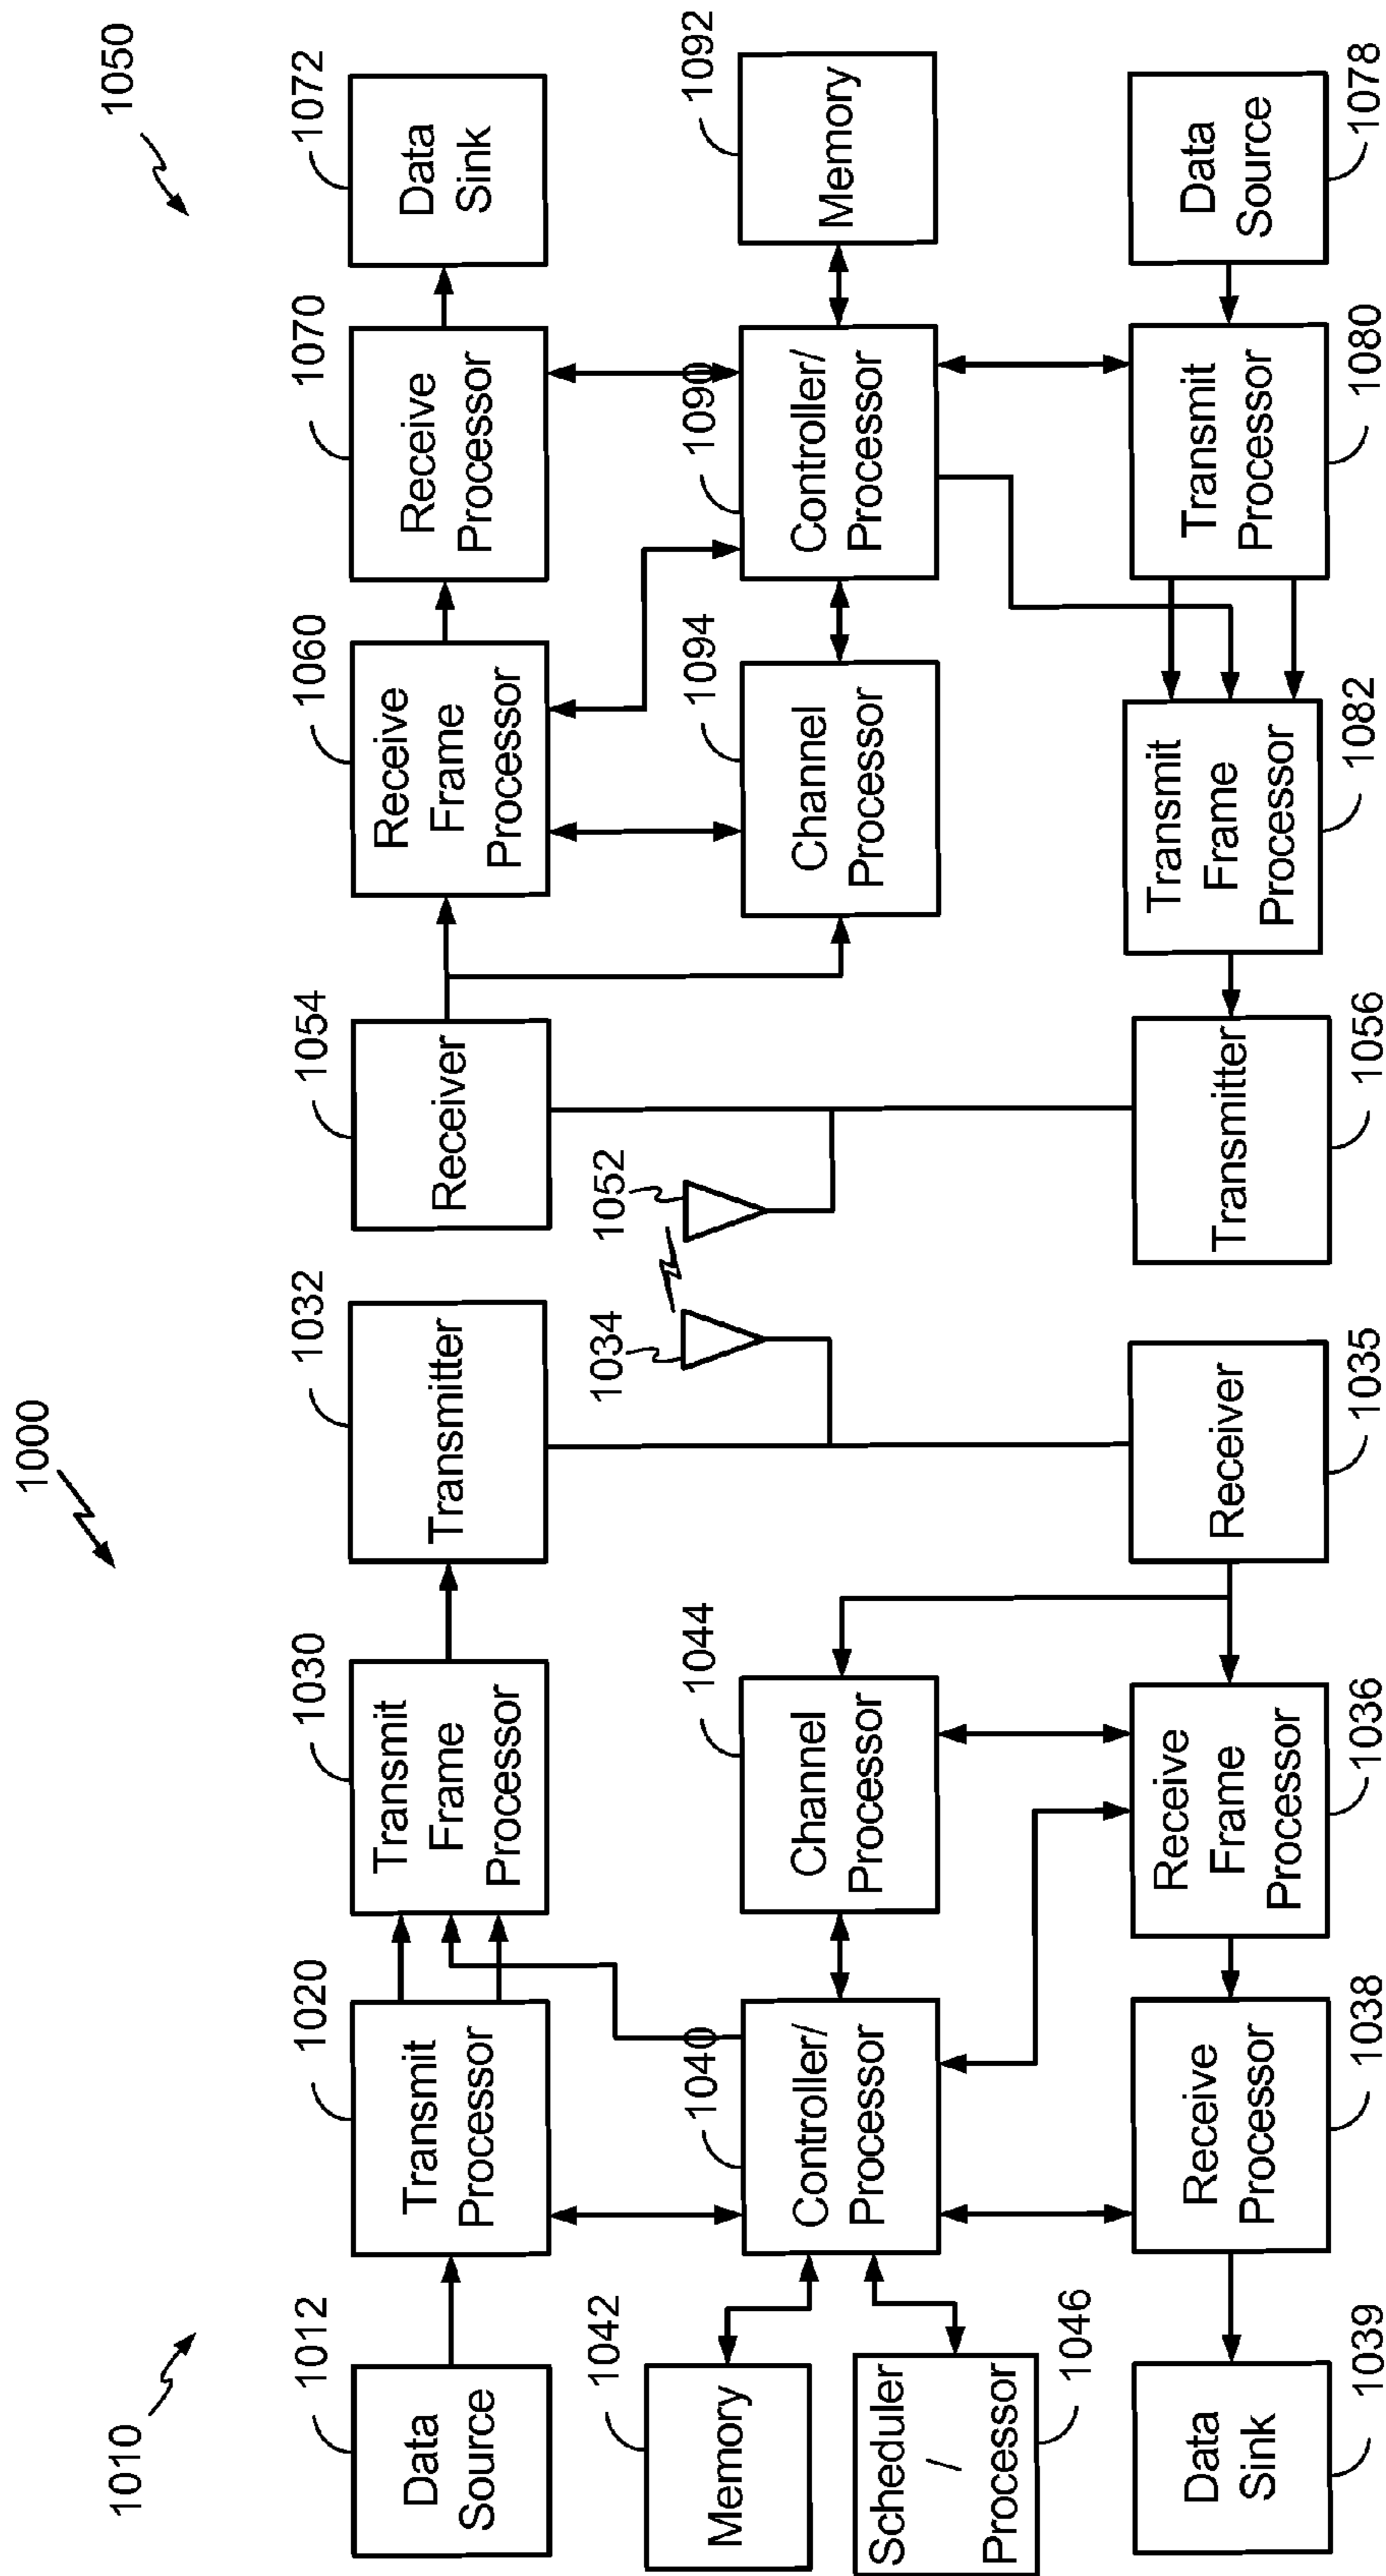 1000
1010
1050
1012
Data
Source
1020
Transmit
Processor
1030
Transmit
Frame
Processor
1032
Transmitter
1054
Receiver
1060
Receive
Frame
Processor
1070
Receive
Processor
1072
Data
Sink
1042
Memory
1046
Scheduler
/
Processor
1040
Controller/
Processor
1044
Channel
Processor
1034
1052
1094
Channel
Processor
1090
Controller/
Processor
1092
Memory
Data
Sink
1039
Receive
Processor
1038
Receive
Frame
Processor
1036
Receiver
1035
Transmitter
1056
Transmit
Frame
Processor
1082
Transmit
Processor
1080
Data
Source
1078